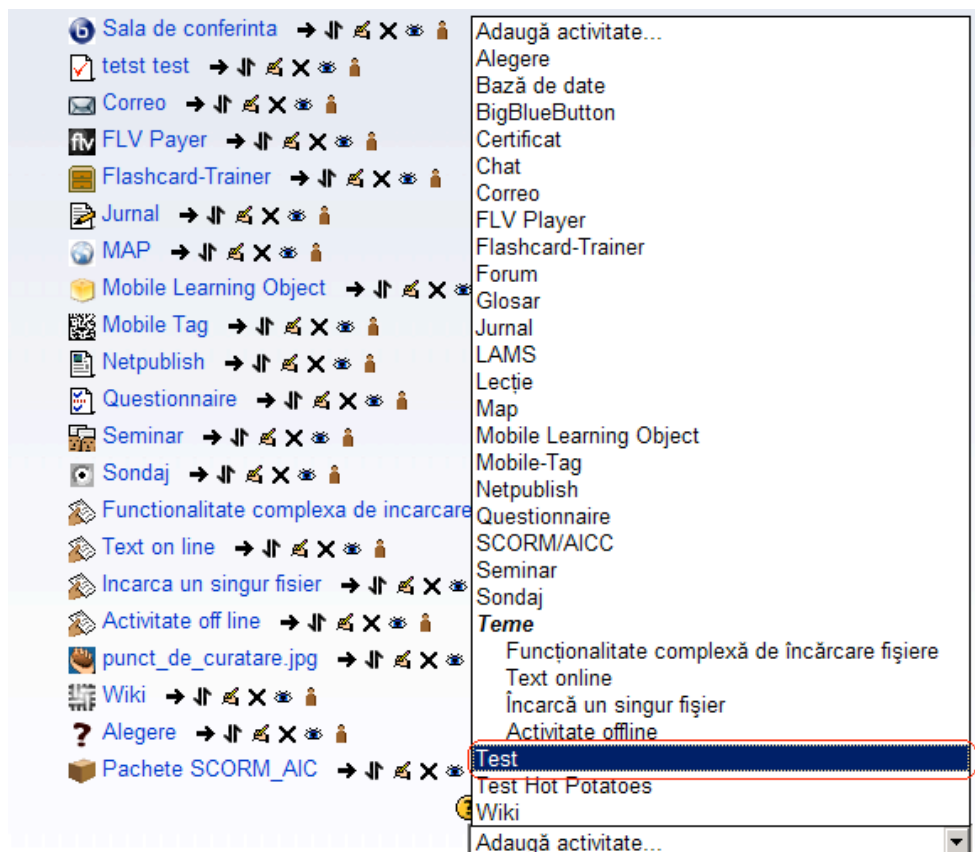 Sala de conferinta
tetst test
Correo
FLV Payer
Flashcard-Trainer
Jurnal
MAP
Mobile Learning Object
Mobile Tag
Netpublish
Questionnaire
Seminar
Sondaj
Functionalitate complexa de incarcare
Text on line
Incarca un singur fisier
Activitate off line
punct_de_curatare.jpg
Wiki
Alegere
Pachete SCORM_AIC
Adaugă activitate...
Alegere
Bază de date
BigBlueButton
Certificat
Chat
Correo
FLV Player
Flashcard-Trainer
Forum
Glosar
Jurnal
LAMS
Lecție
Map
Mobile Learning Object
Mobile-Tag
Netpublish
Questionnaire
SCORM/AICC
Seminar
Sondaj
Teme
Funcționalitate complexă de încărcare fişiere
Text online
Încarcă un singur fişier
Activitate offline
Test
Test Hot Potatoes
Wiki
Adaugă activitate...